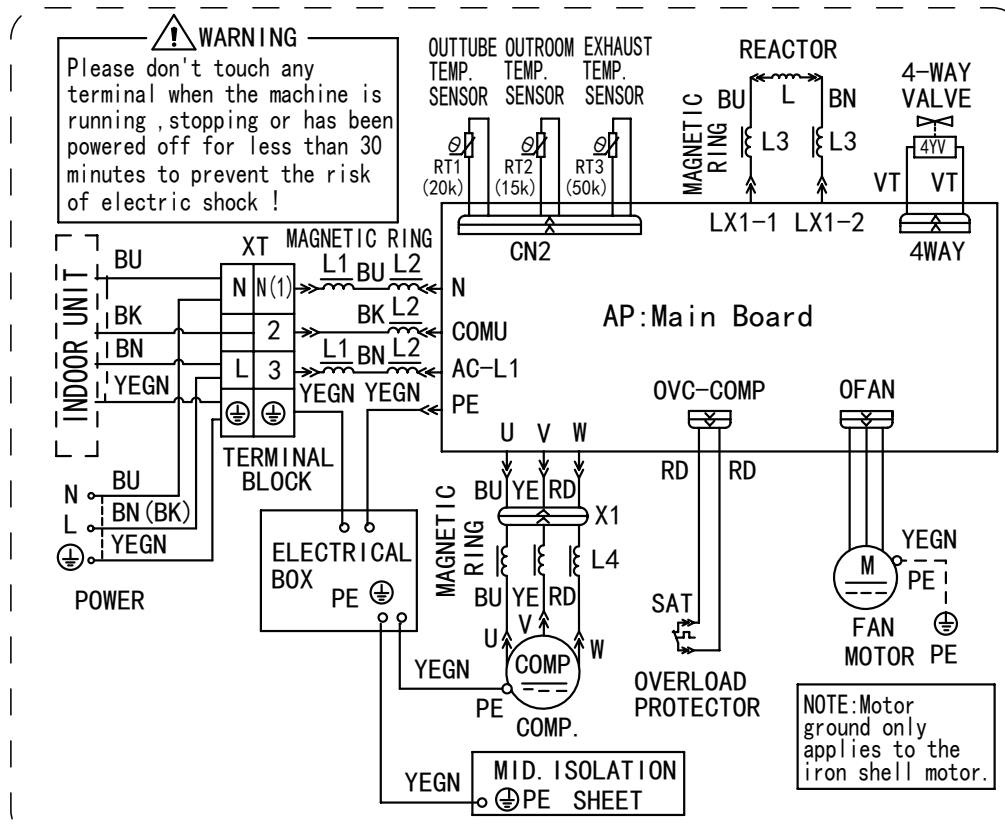 WARNING
Please don't touch any
terminal when the machine is
running ,stopping or has been
powered off for less than 30
minutes to prevent the risk
of electric shock !
OUTTUBE OUTROOM EXHAUST
TEMP. TEMP. TEMP.
SENSOR SENSOR SENSOR
θ θ θ
RT1 RT2 RT3
(20k) (15k) (50k)
CN2
REACTOR
L
BU BN
MAGNETIC
RING
L3 L3
LX1-1 LX1-2
4-WAY
VALVE
4YV
VT VT
4WAY
INDOOR UNIT
BU
BK
BN
YEGN
XT
N N(1)
2
L 3
TERMINAL
BLOCK
MAGNETIC RING
L1 BU L2
BK L2
L1 BN L2
YEGN YEGN
N
COMU
AC-L1
PE
AP:Main Board
OVC-COMP
OFAN
U V W
RD RD
BU YE RD
X1
MAGNETIC
RING
L4
BU YE RD
U V W
COMP
PE
COMP.
N BU
L BN(BK)
YEGN
POWER
ELECTRICAL
BOX
PE
YEGN
YEGN
MID. ISOLATION
PE SHEET
SAT
OVERLOAD
PROTECTOR
M
YEGN
PE
FAN
MOTOR PE
NOTE:Motor
ground only
applies to the
iron shell motor.